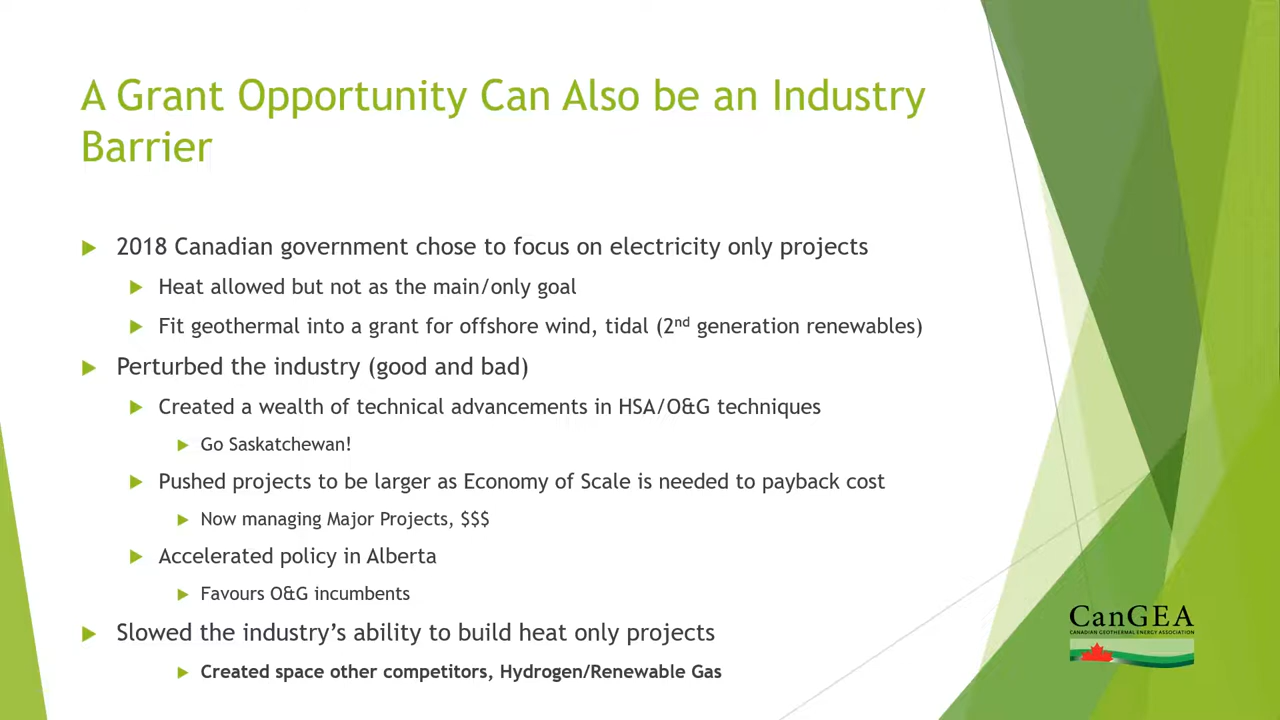 A Grant Opportunity Can Also be an Industry
Barrier
2018 Canadian government chose to focus on electricity only projects
Heat allowed but not as the main/only goal
Fit geothermal into a grant for offshore wind, tidal (2nd generation renewables)
Perturbed the industry (good and bad)
Created a wealth of technical advancements in HSA/O&G techniques
Go Saskatchewan!
Pushed projects to be larger as Economy of Scale is needed to payback cost
Now managing Major Projects, $$$
Accelerated policy in Alberta
Favours O&G incumbents
Slowed the industry’s ability to build heat only projects
Created space other competitors, Hydrogen/Renewable Gas
CanGEA
CANADIAN GEOTHERMAL ENERGY ASSOCIATION